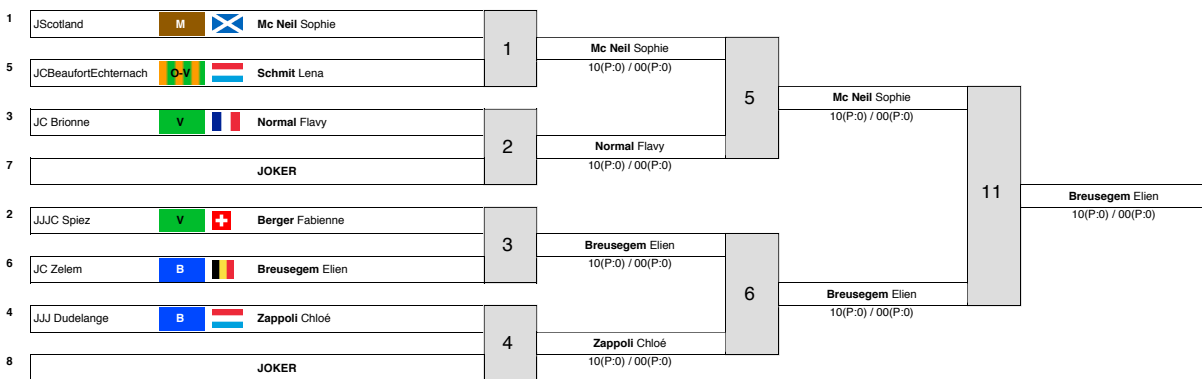 1 JScotland M Mc Neil Sophie
1
Mc Neil Sophie
10(P:0) / 00(P:0)
5 JCBeaufortEchternach O-V Schmit Lena
5
Mc Neil Sophie
10(P:0) / 00(P:0)
3 JC Brionne V Normal Flavy
2
Normal Flavy
10(P:0) / 00(P:0)
7 JOKER
11
Breusegem Elien
10(P:0) / 00(P:0)
2 JJJC Spiez V Berger Fabienne
3
Breusegem Elien
10(P:0) / 00(P:0)
6 JC Zelem B Breusegem Elien
6
Breusegem Elien
10(P:0) / 00(P:0)
4 JJJ Dudelange B Zappoli Chloé
4
Zappoli Chloé
10(P:0) / 00(P:0)
8 JOKER